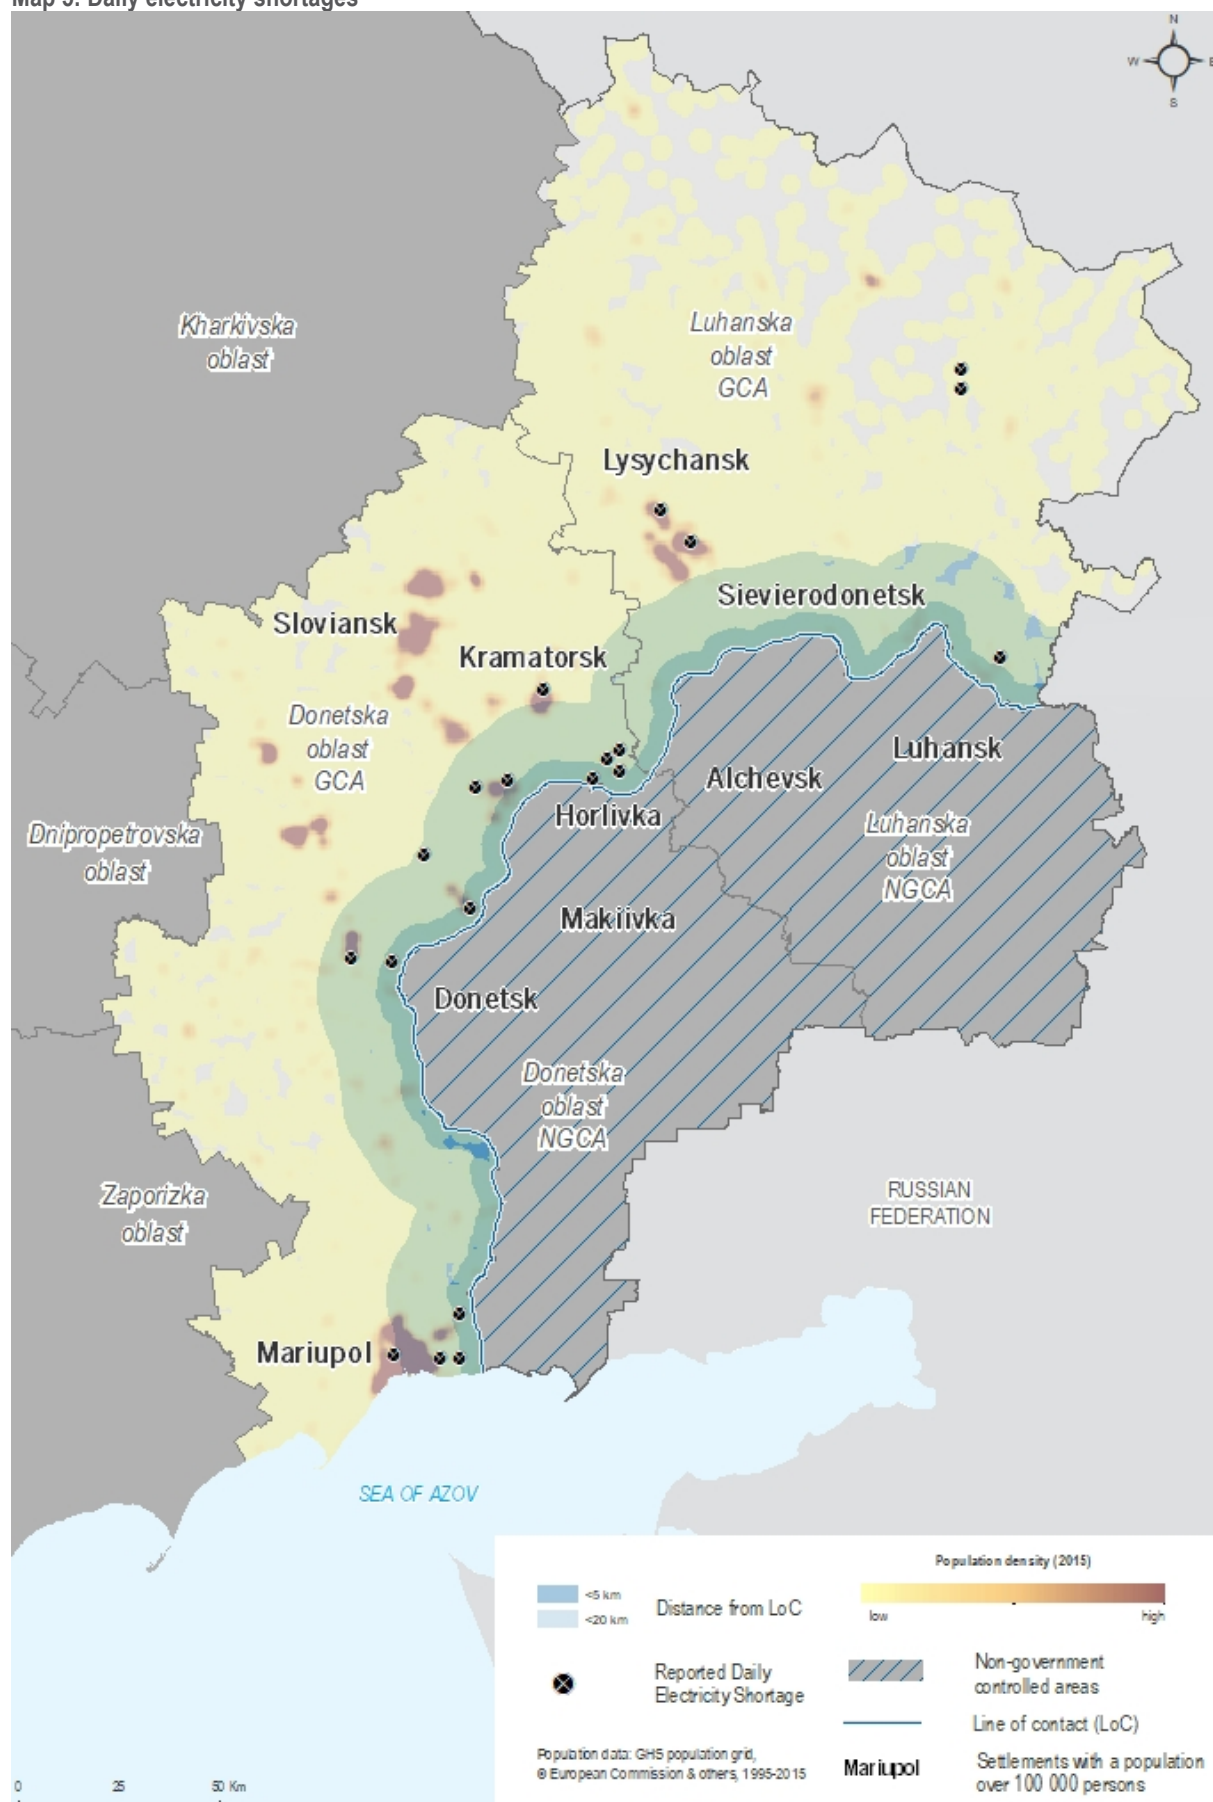 Map 5: Daily electricity shortages
N
W
E
S
Kharkivska
oblast
Luhanska
oblast
GCA
Lysychansk
Sievierodonetsk
Sloviansk
Kramatorsk
Donetska
oblast
GCA
Luhansk
Alchevsk
Horlivka
Dnipropetrovska
oblast
Luhanska
oblast
NGCA
Makiivka
Donetsk
Donetska
oblast
NGCA
Zaporizka
oblast
RUSSIAN
FEDERATION
Mariupol
SEA OF AZOV
<5 km
<20 km
Distance from LoC
Reported Daily
Electricity Shortage
Population data: GHS population grid,
© European Commission & others, 1995-2015
Population density (2015)
low
high
Non-government
controlled areas
Line of contact (LoC)
Mariupol
Settlements with a population
over 100 000 persons
0
25
50 Km